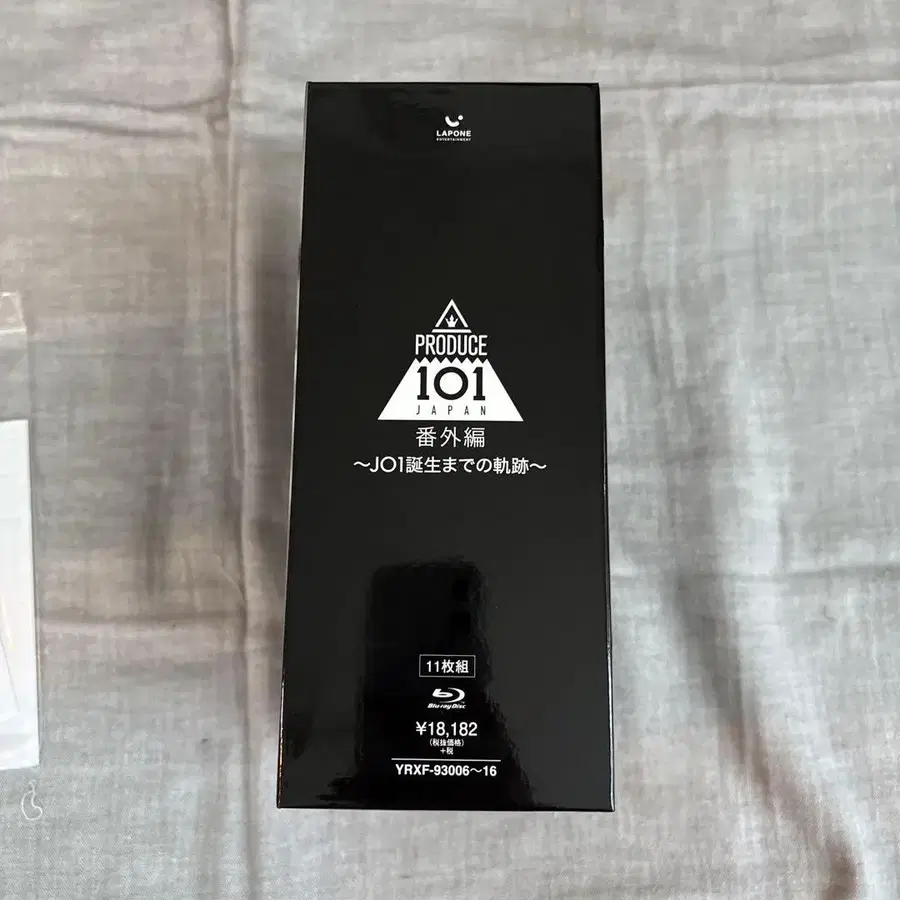 LAPONE
ENTERTAINMENT
PRODUCE
101
JAPAN
番外編
～JO1誕生までの軌跡～
11枚組
Blu-ray Disc
¥18,182
(税抜価格)
+税
YRXF-93006～16